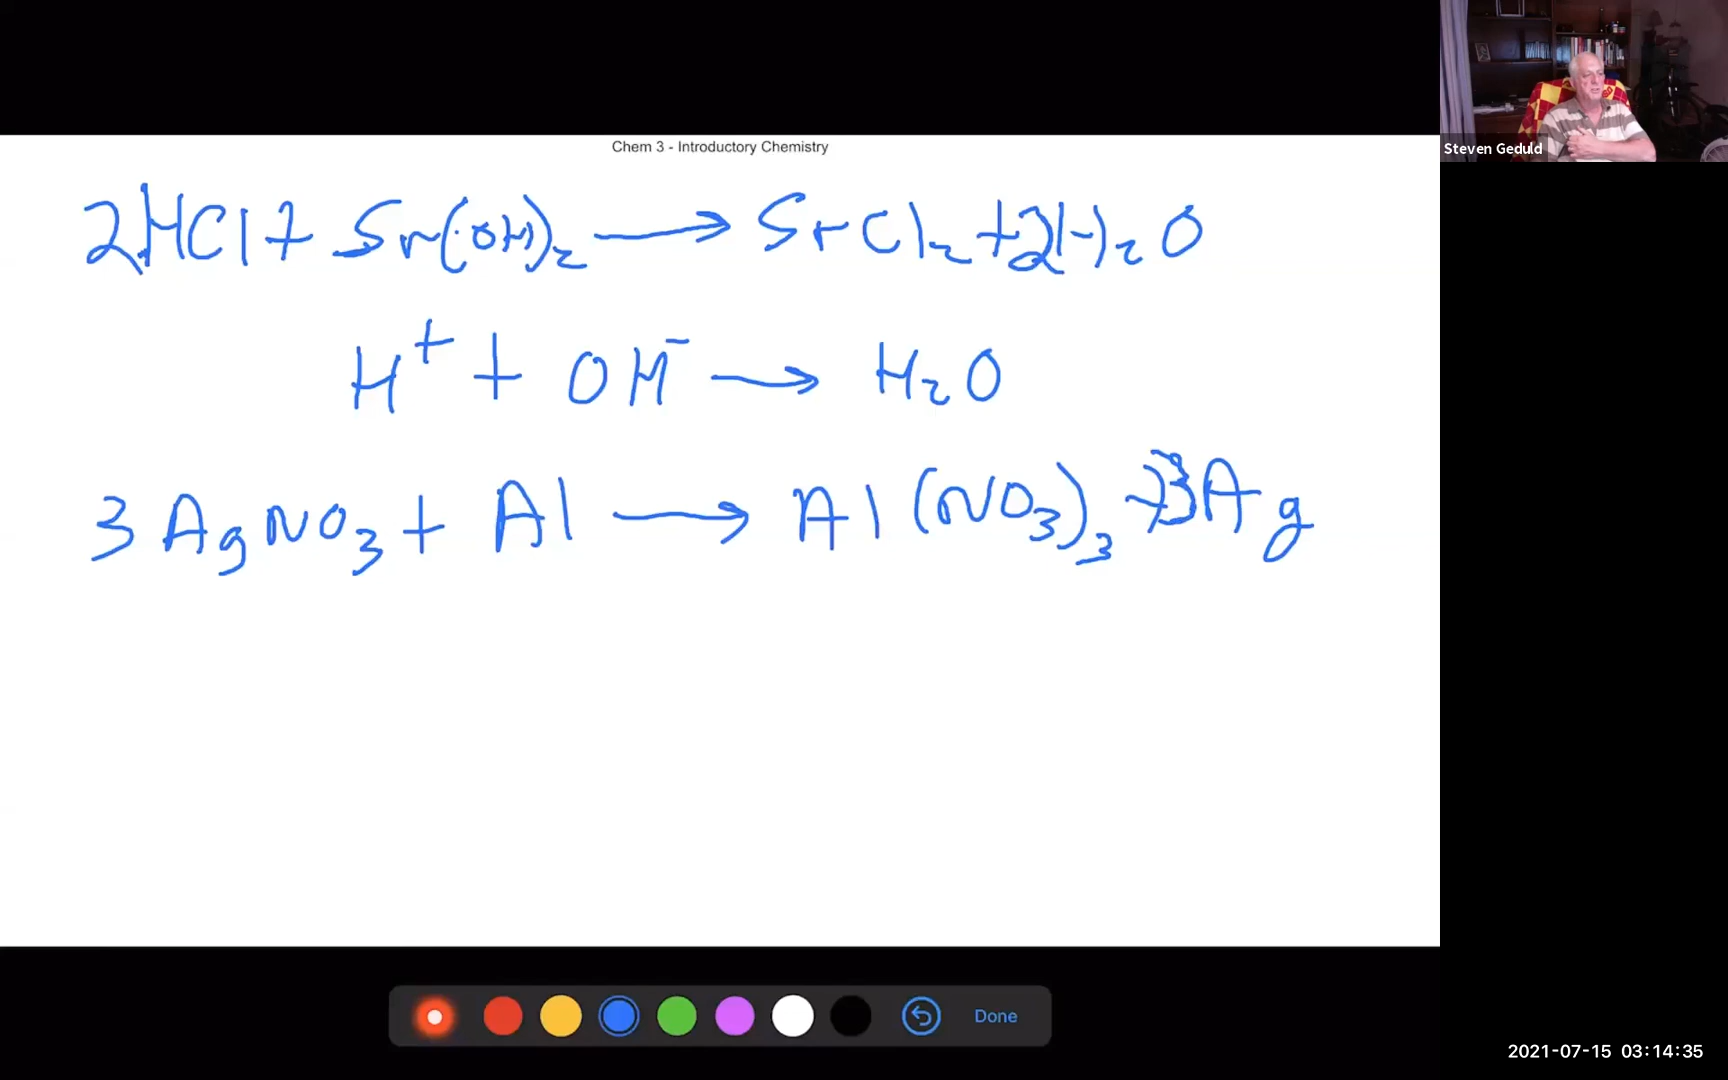 Chem 3 - Introductory Chemistry
Steven Geduld
2HCl + Sr(OH)₂ → SrCl₂ + 2H₂O
H⁺ + OH⁻ → H₂O
3 AgNO₃ + Al → Al(NO₃)₃ + 3Ag
Done
2021-07-15 03:14:35